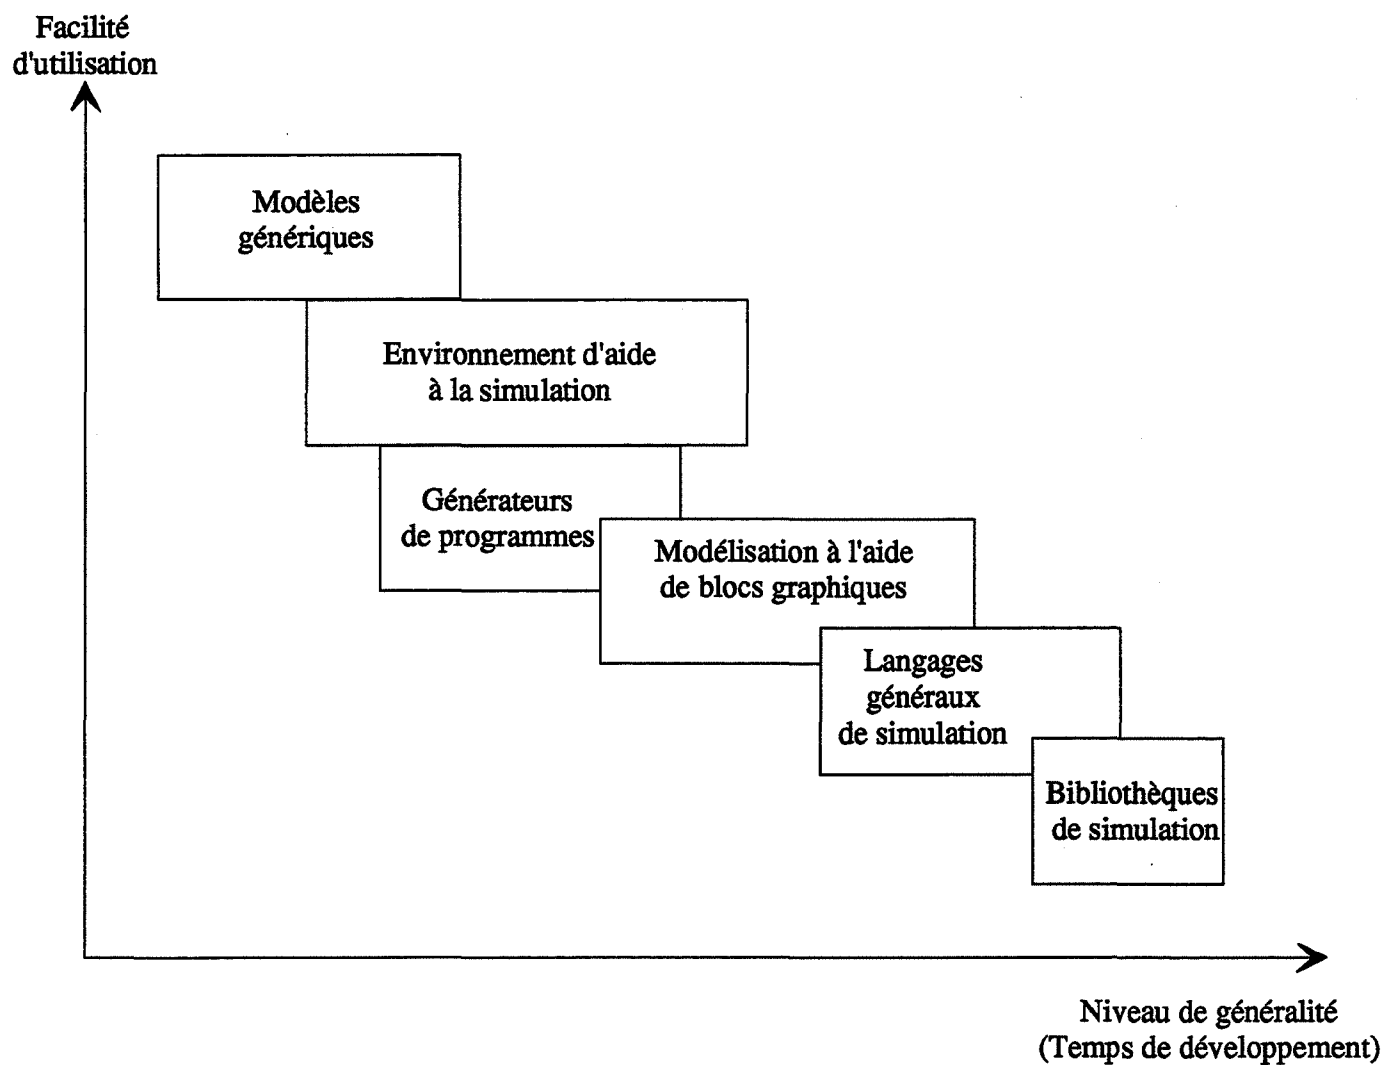 Facilité
d'utilisation
Modèles
génériques
Environnement d'aide
à la simulation
Générateurs
de programmes
Modélisation à l'aide
de blocs graphiques
Langages
généraux
de simulation
Bibliothèques
de simulation
Niveau de généralité
(Temps de développement)